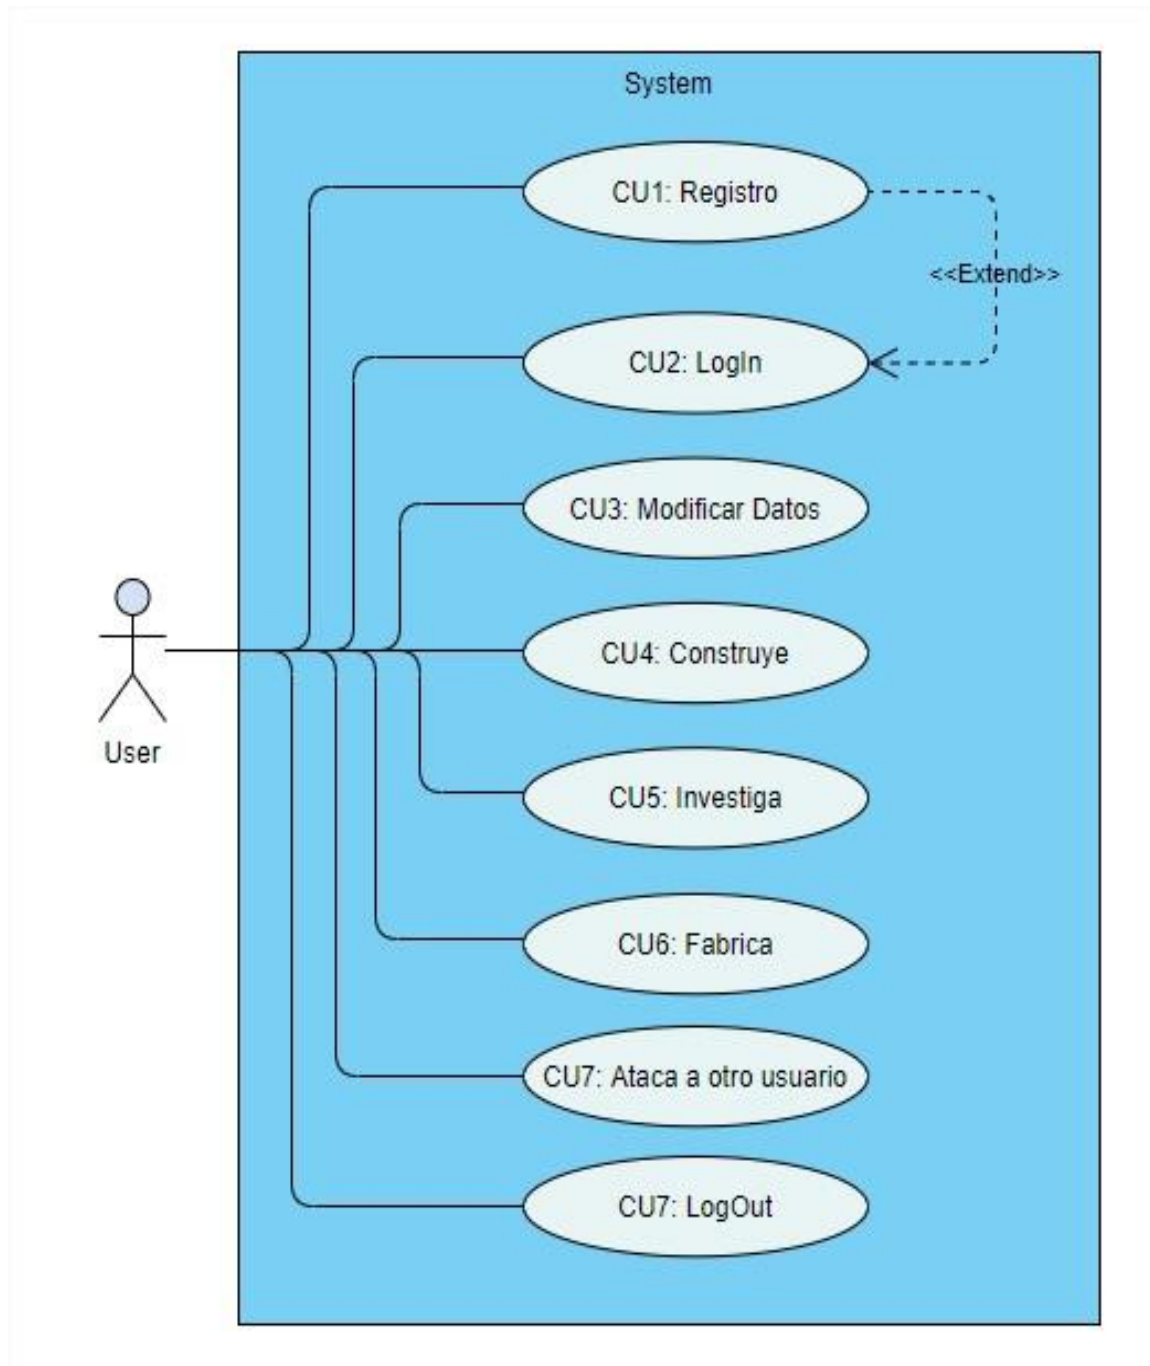 System
CU1: Registro
<<Extend>>
CU2: LogIn
CU3: Modificar Datos
CU4: Construye
User
CU5: Investiga
CU6: Fabrica
CU7: Ataca a otro usuario
CU7: LogOut